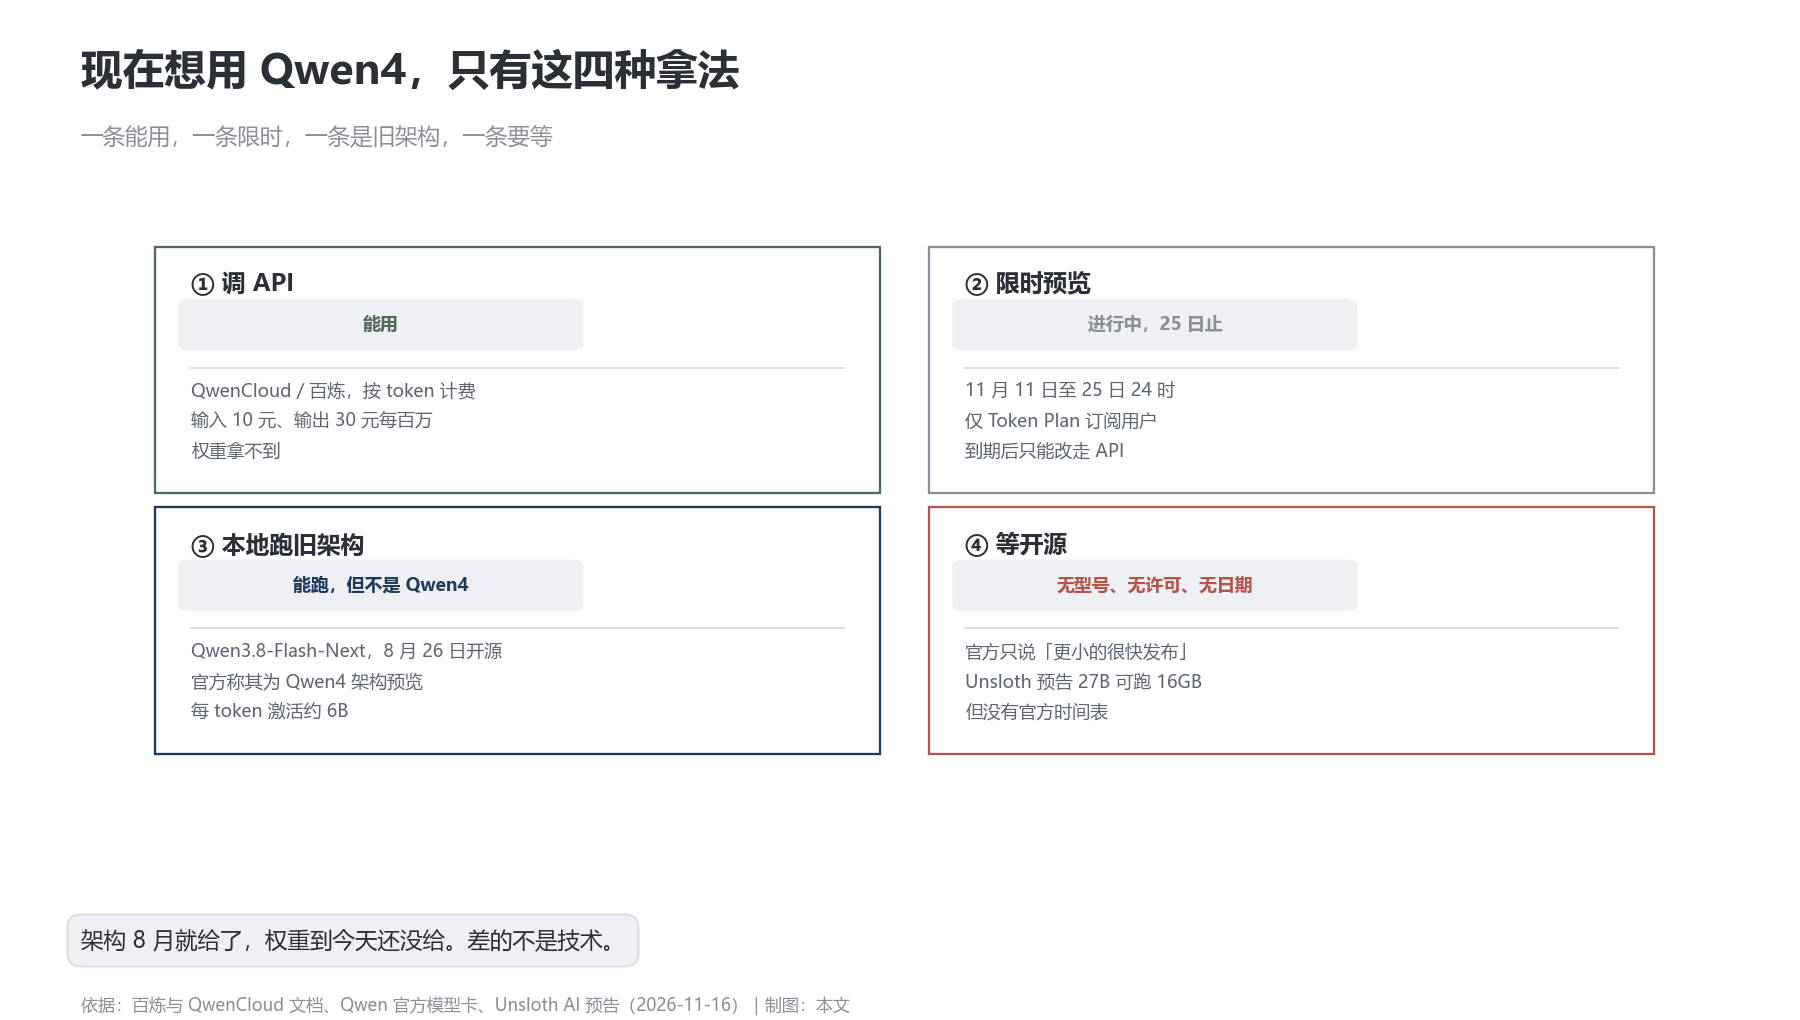 现在想用 Qwen4，只有这四种拿法
一条能用，一条限时，一条是旧架构，一条要等
① 调 API
能用
QwenCloud / 百炼，按 token 计费
输入 10 元、输出 30 元每百万
权重拿不到
② 限时预览
进行中，25 日止
11 月 11 日至 25 日 24 时
仅 Token Plan 订阅用户
到期后只能改走 API
③ 本地跑旧架构
能跑，但不是 Qwen4
Qwen3.8-Flash-Next，8 月 26 日开源
官方称其为 Qwen4 架构预览
每 token 激活约 6B
④ 等开源
无型号、无许可、无日期
官方只说「更小的很快发布」
Unsloth 预告 27B 可跑 16GB
但没有官方时间表
架构 8 月就给了，权重到今天还没给。差的不是技术。
依据：百炼与 QwenCloud 文档、Qwen 官方模型卡、Unsloth AI 预告（2026-11-16）｜制图：本文